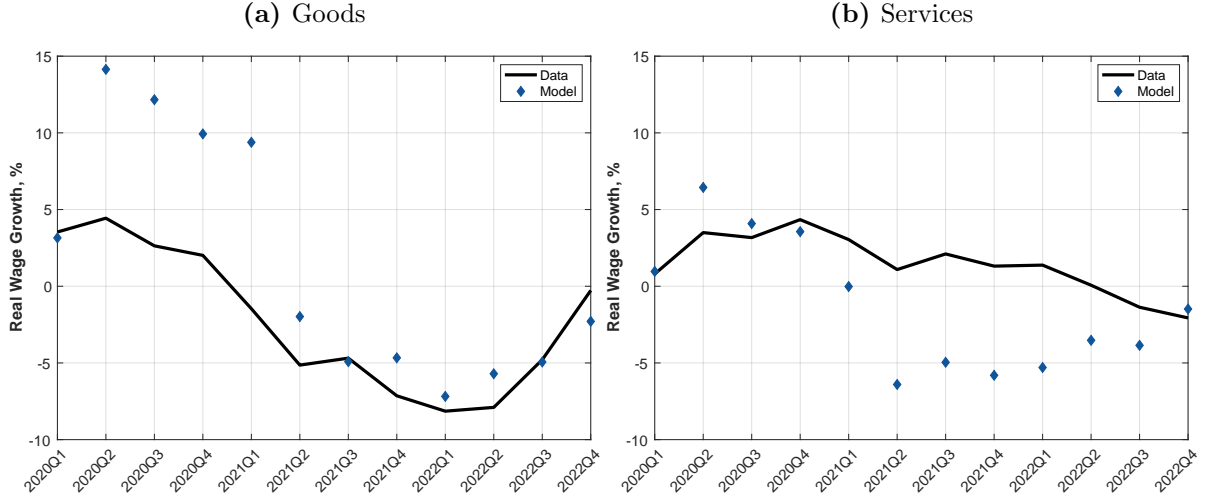 (a) Goods
15
10
5
0
-5
-10
Real Wage Growth, %
Data
Model
2020Q1
2020Q2
2020Q3
2020Q4
2021Q1
2021Q2
2021Q3
2021Q4
2022Q1
2022Q2
2022Q3
2022Q4
(b) Services
15
10
5
0
-5
-10
Real Wage Growth, %
Data
Model
2020Q1
2020Q2
2020Q3
2020Q4
2021Q1
2021Q2
2021Q3
2021Q4
2022Q1
2022Q2
2022Q3
2022Q4